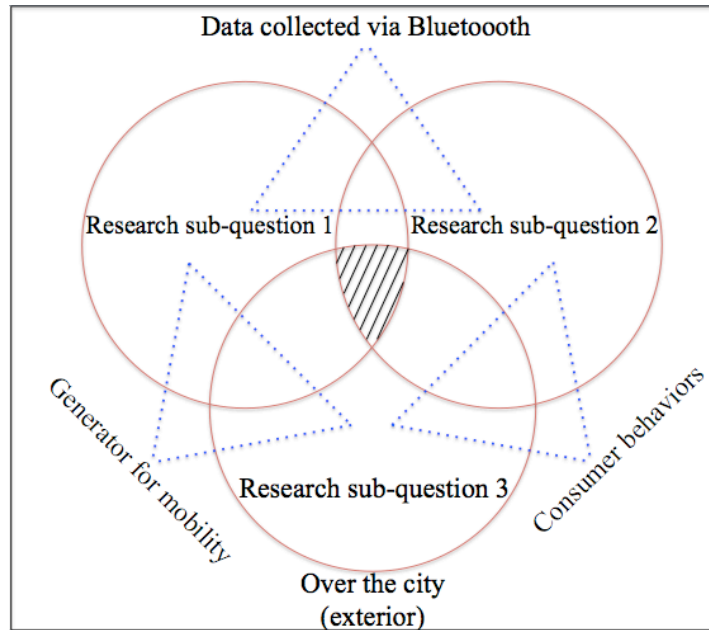 Data collected via Bluetoooth
Research sub-question 1
Research sub-question 2
Generator for mobility
Consumer behaviors
Research sub-question 3
Over the city
(exterior)